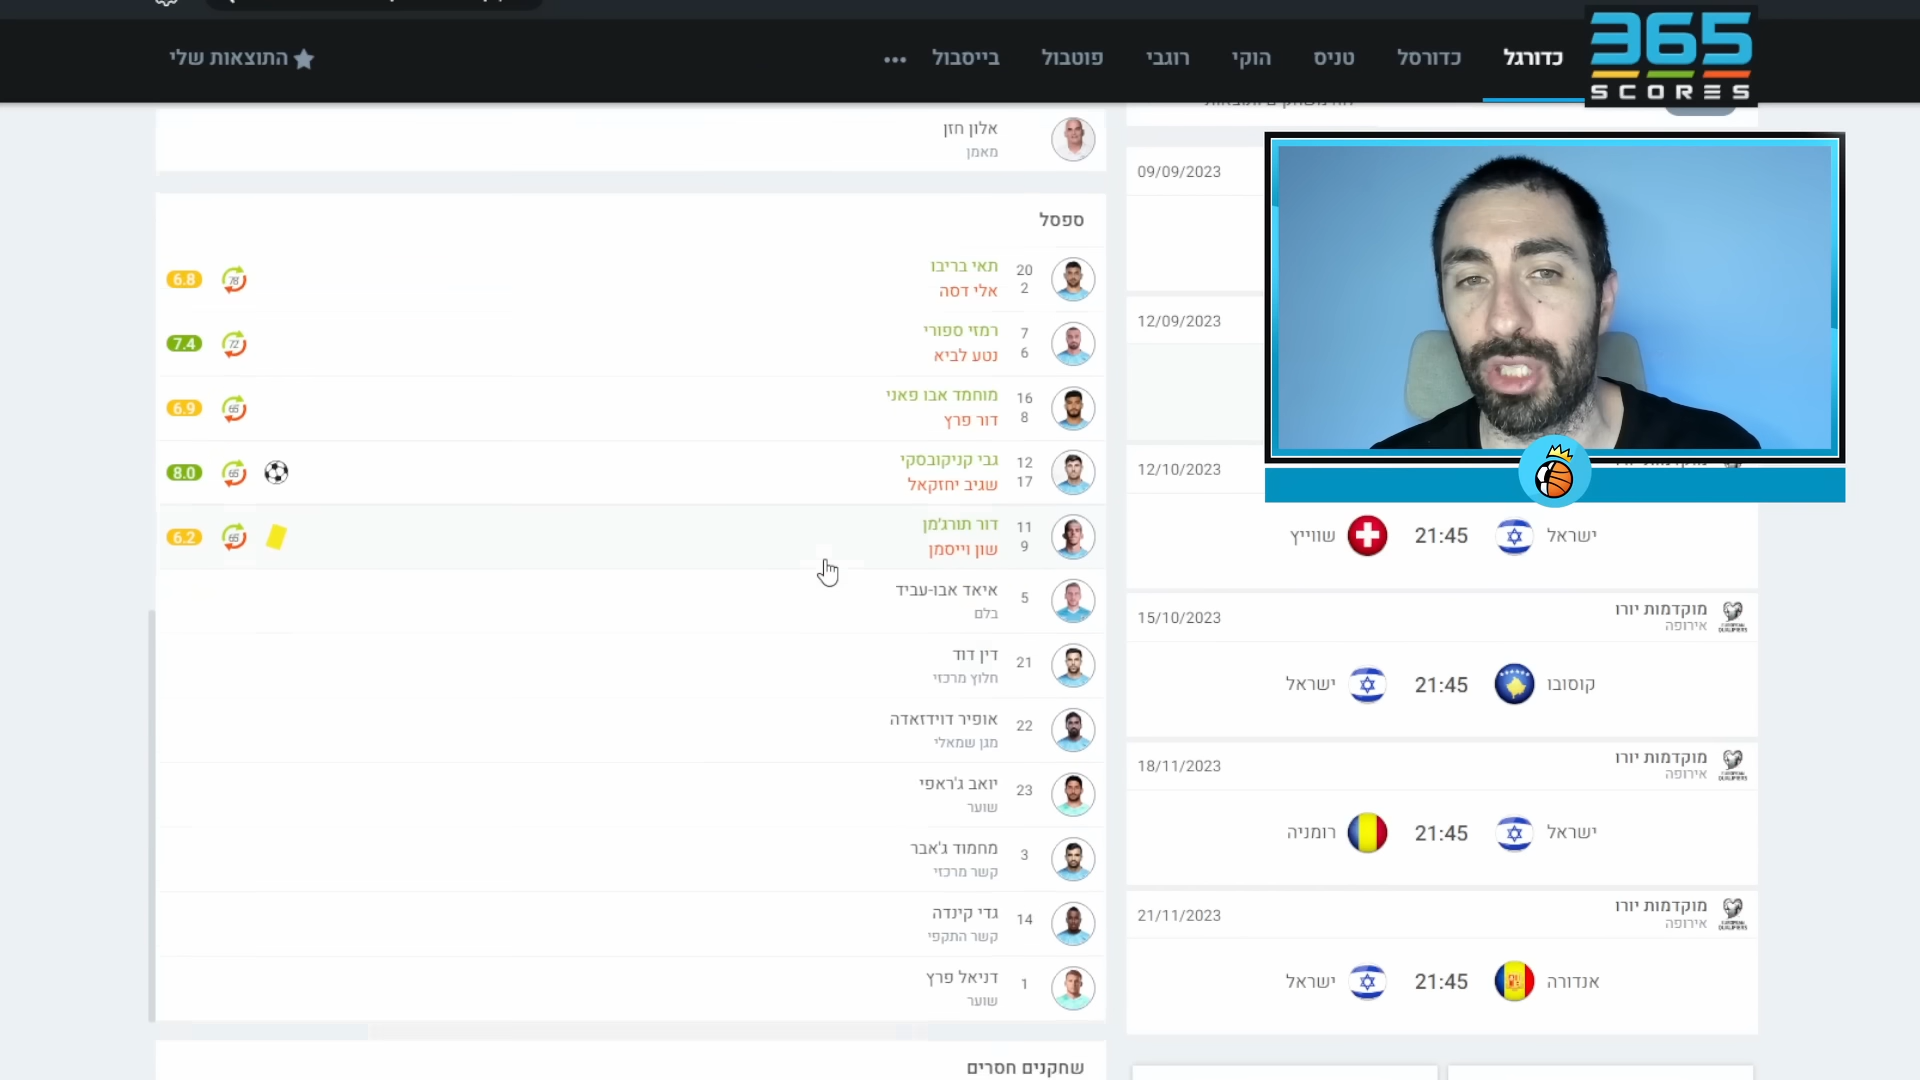 365
SCORES
כדורגל
כדורסל
טניס
הוקי
רוגבי
פוטבול
בייסבול
...
התוצאות שלי
אלון חזן
מאמן
ספסל
תאי בריבו
אלי דסה
20
2
78
6.8
רמזי ספורי
נטע לביא
7
6
72
7.4
מוחמד אבו פאני
דור פרץ
16
8
65
6.9
גבי קניקובסקי
שגיב יחזקאל
12
17
65
8.0
דור תורג'מן
שון וייסמן
11
9
65
6.2
איאד אבו-עביד
בלם
5
דין דוד
חלוץ מרכזי
21
אופיר דוידזאדה
מגן שמאלי
22
יואב ג'ראפי
שוער
23
מחמוד ג'אבר
קשר מרכזי
3
גדי קינדה
קשר התקפי
14
דניאל פרץ
שוער
1
שחקנים חסרים
09/09/2023
12/09/2023
12/10/2023
ישראל 21:45 שווייץ
מוקדמות יורו
אירופה
15/10/2023
קוסובו 21:45 ישראל
מוקדמות יורו
אירופה
18/11/2023
ישראל 21:45 רומניה
מוקדמות יורו
אירופה
21/11/2023
אנדורה 21:45 ישראל